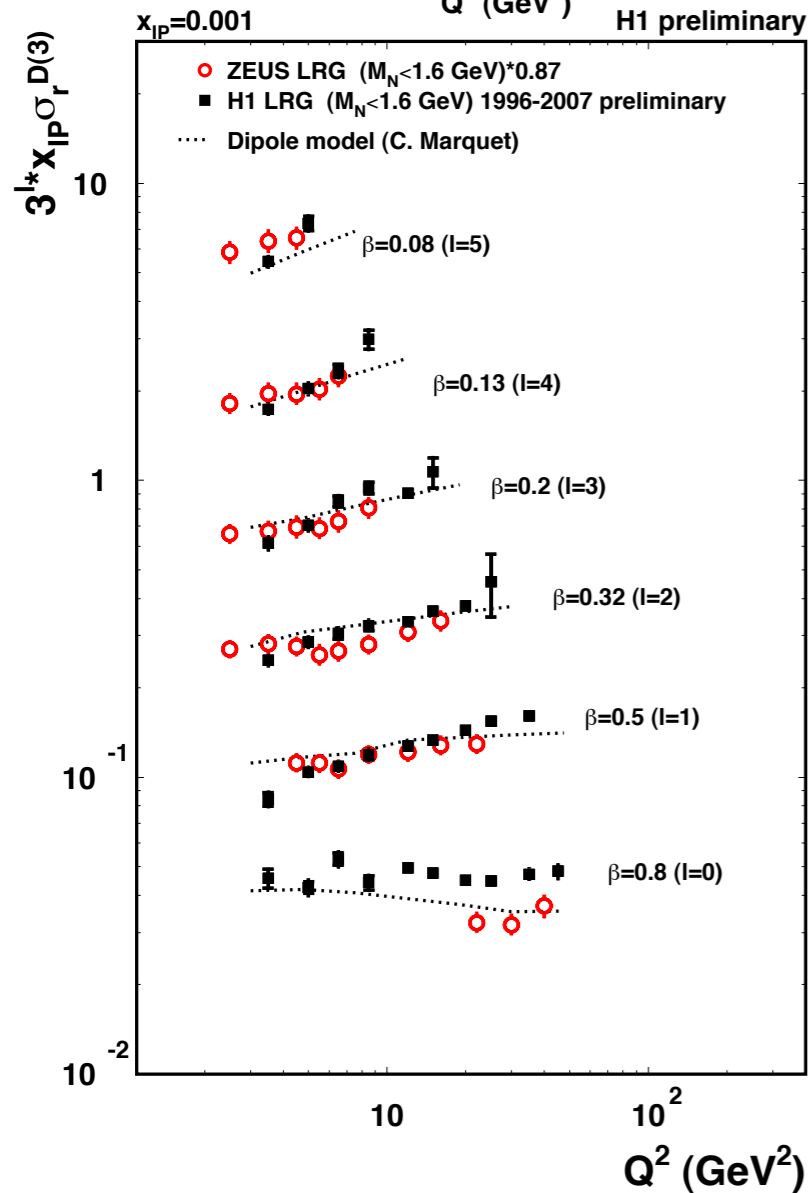 Q² (GeV²)
x_IP=0.001 H1 preliminary
ZEUS LRG (M_N<1.6 GeV)*0.87
H1 LRG (M_N<1.6 GeV) 1996-2007 preliminary
Dipole model (C. Marquet)
3^l*x_IPσ_r^D(3)
10
β=0.08 (l=5)
β=0.13 (l=4)
1
β=0.2 (l=3)
β=0.32 (l=2)
β=0.5 (l=1)
10^-1
β=0.8 (l=0)
10^-2
10 10^2
Q^2 (GeV^2)